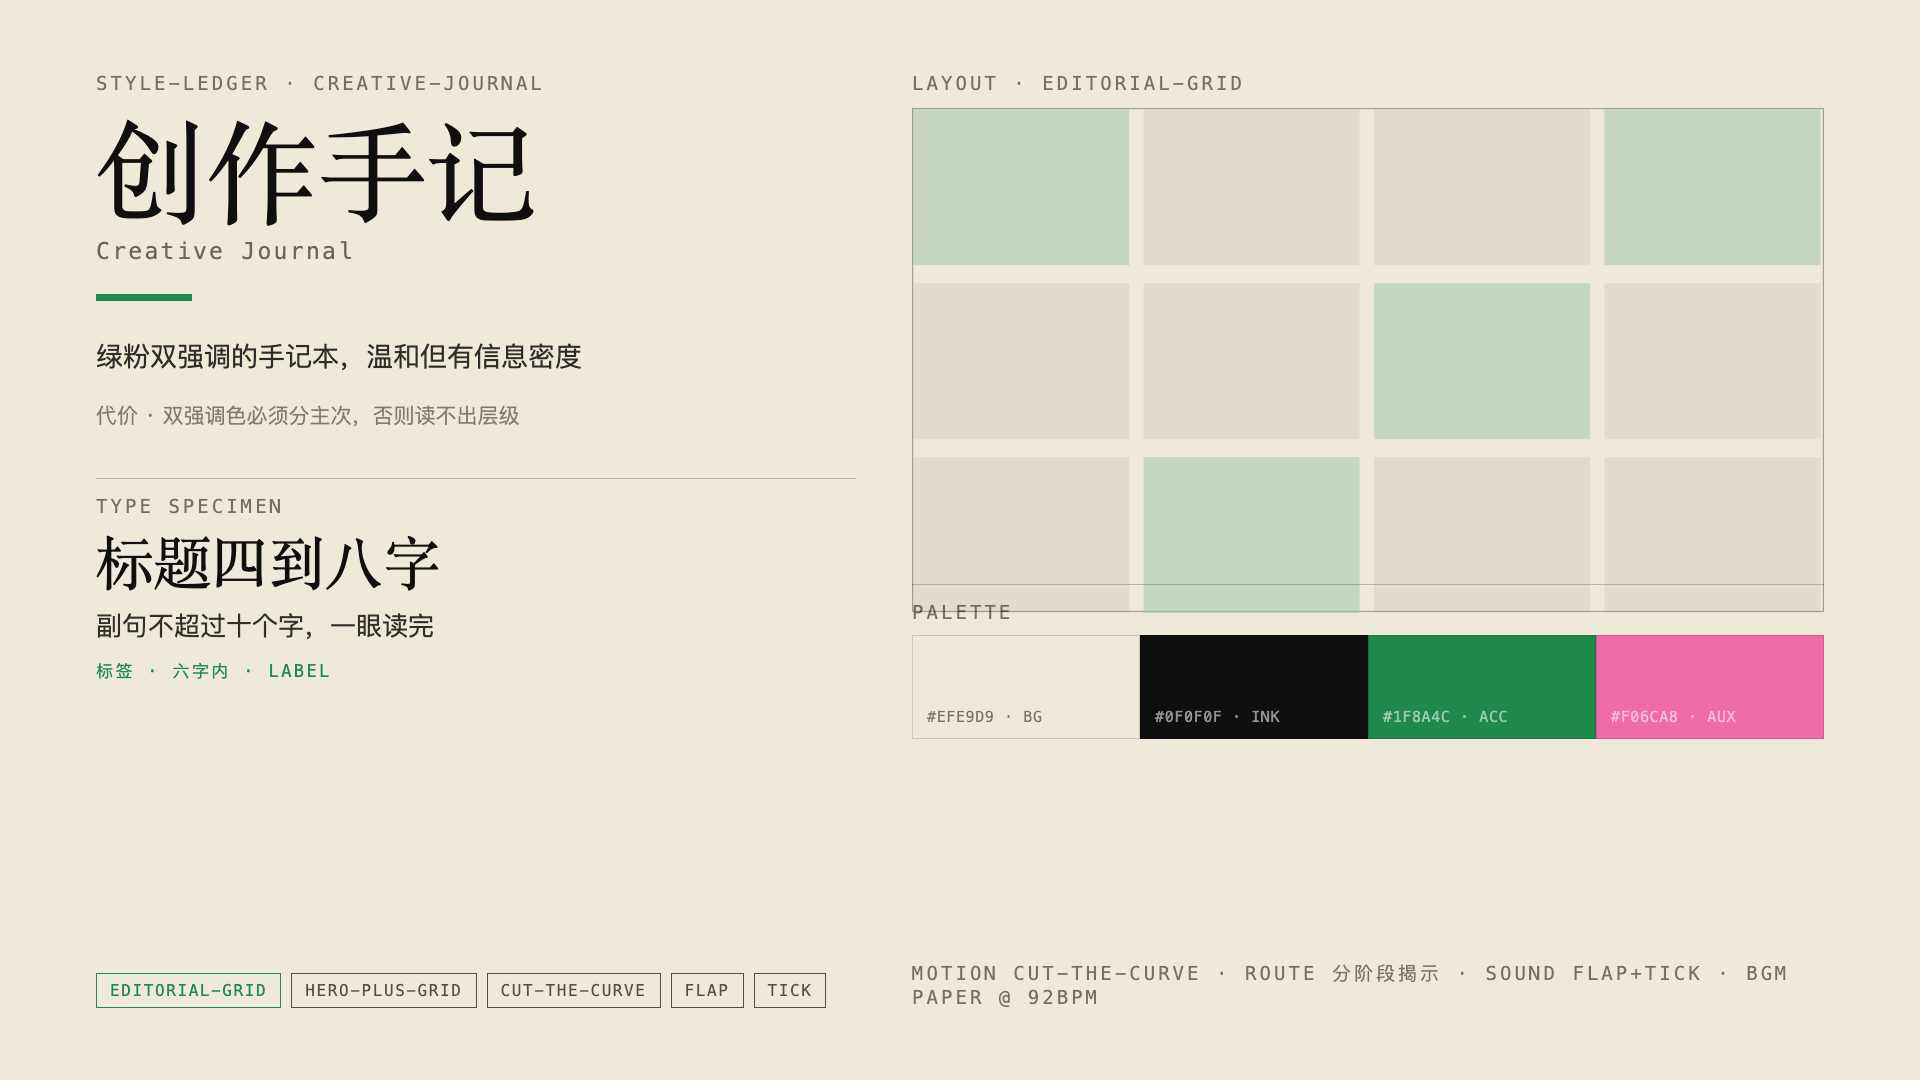 STYLE-LEDGER · CREATIVE-JOURNAL
创作手记
Creative Journal
绿粉双强调的手记本，温和但有信息密度
代价 · 双强调色必须分主次，否则读不出层级
TYPE SPECIMEN
标题四到八字
副句不超过十个字，一眼读完
标签 · 六字内 · LABEL
EDITORIAL-GRID
HERO-PLUS-GRID
CUT-THE-CURVE
FLAP
TICK
LAYOUT · EDITORIAL-GRID
PALETTE
#EFE9D9 · BG
#0F0F0F · INK
#1F8A4C · ACC
#F06CA8 · AUX
MOTION CUT-THE-CURVE · ROUTE 分阶段揭示 · SOUND FLAP+TICK · BGM
PAPER @ 92BPM